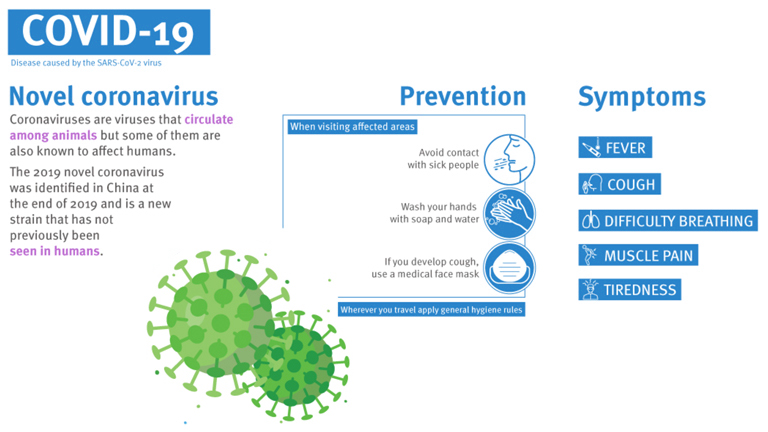 COVID-19
Disease caused by the SARS-CoV-2 virus
Novel coronavirus
Coronaviruses are viruses that circulate
among animals but some of them are
also known to affect humans.
The 2019 novel coronavirus
was identified in China at
the end of 2019 and is a new
strain that has not
previously been
seen in humans.
Prevention
When visiting affected areas
Avoid contact
with sick people
Wash your hands
with soap and water
If you develop cough,
use a medical face mask
Wherever you travel apply general hygiene rules
Symptoms
FEVER
COUGH
DIFFICULTY BREATHING
MUSCLE PAIN
TIREDNESS